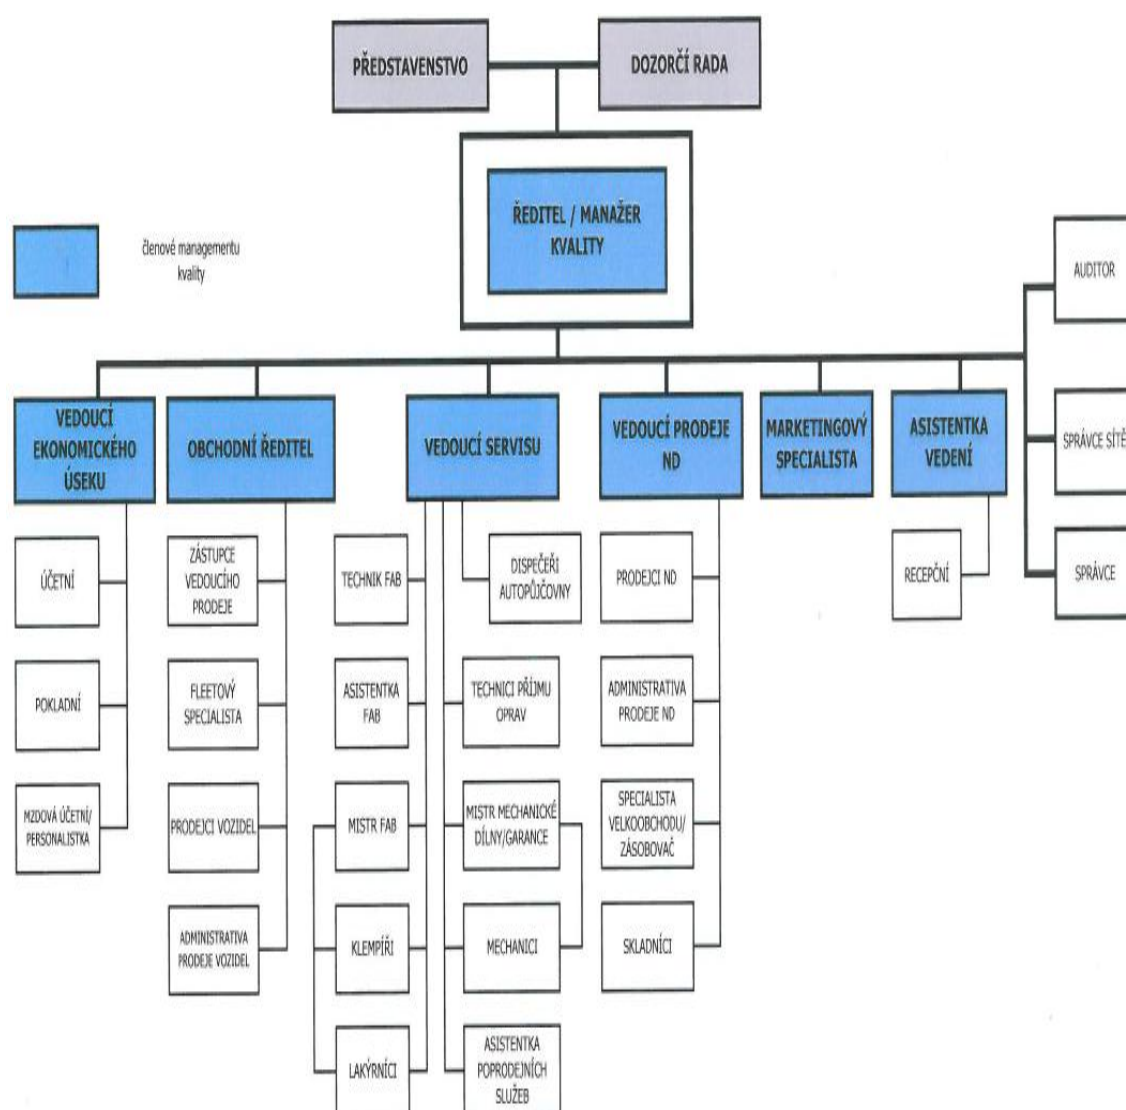 PŘEDSTAVENSTVO
DOZORČÍ RADA
ŘEDITEL / MANAŽER
KVALITY
členové managementu
kvality
AUDITOR
SPRÁVCE SÍTĚ
SPRÁVCE
VEDOUCÍ
EKONOMICKÉHO
ÚSEKU
OBCHODNÍ ŘEDITEL
VEDOUCÍ SERVISU
VEDOUCÍ PRODEJE
ND
MARKETINGOVÝ
SPECIALISTA
ASISTENTKA
VEDENÍ
ÚČETNÍ
POKLADNÍ
MZDOVÁ ÚČETNÍ/
PERSONALISTKA
ZÁSTUPCE
VEDOUCÍHO
PRODEJE
FLEETOVÝ
SPECIALISTA
PRODEJCI VOZIDEL
ADMINISTRATIVA
PRODEJE VOZIDEL
TECHNIK FAB
ASISTENTKA
FAB
MISTR FAB
KLEMPÍŘI
LAKÝRNÍCI
DISPEČEŘI
AUTOPŮJČOVNY
TECHNICI PŘÍJMU
OPRAV
MISTR MECHANICKÉ
DÍLNY/GARANCE
MECHANICI
ASISTENTKA
POPRODEJNÍCH
SLUŽEB
PRODEJCI ND
ADMINISTRATIVA
PRODEJE ND
SPECIALISTA
VELKOOBCHODU/
ZÁSOBOVAČ
SKLADNÍCI
RECEPČNÍ